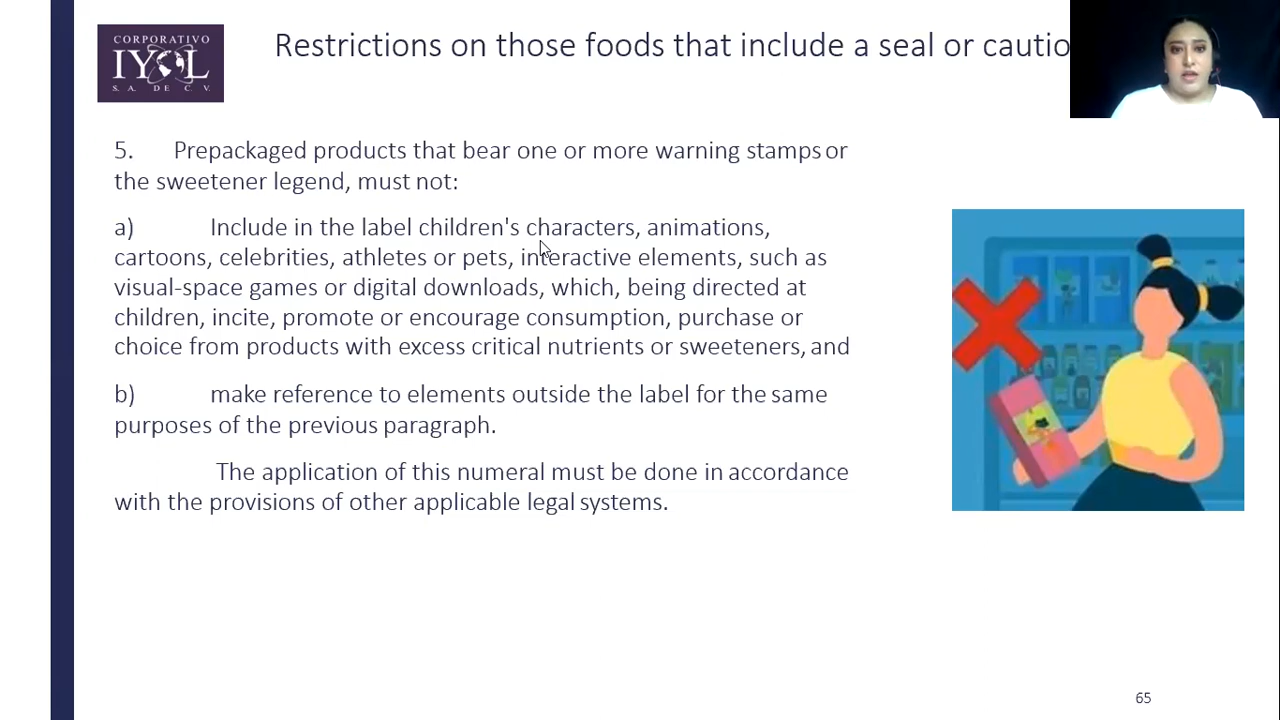 CORPORATIVO
IYOL
S. A. DE C. V.
Restrictions on those foods that include a seal or cautio
5. Prepackaged products that bear one or more warning stamps or
the sweetener legend, must not:
a) Include in the label children's characters, animations,
cartoons, celebrities, athletes or pets, interactive elements, such as
visual-space games or digital downloads, which, being directed at
children, incite, promote or encourage consumption, purchase or
choice from products with excess critical nutrients or sweeteners, and
b) make reference to elements outside the label for the same
purposes of the previous paragraph.
The application of this numeral must be done in accordance
with the provisions of other applicable legal systems.
65